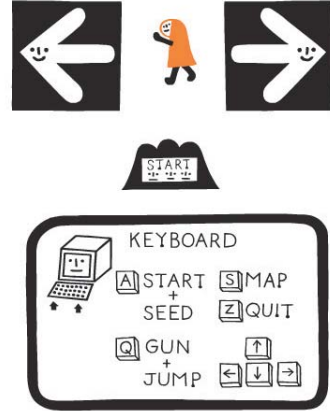 START
KEYBOARD
A START + SEED
S MAP
Z QUIT
Q GUN + JUMP
↑
← ↓ →